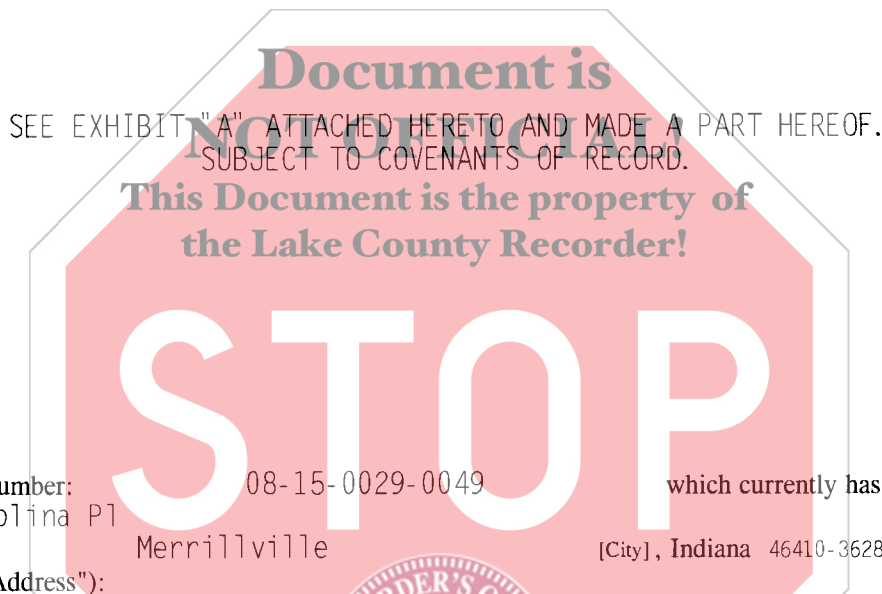 Document is
SEE EXHIBIT "A" ATTACHED HERETO AND MADE A PART HEREOF.
NOT OFFICIAL!
SUBJECT TO COVENANTS OF RECORD.
This Document is the property of
the Lake County Recorder!
STOP
umber: 08-15-0029-0049 which currently has
olina Pl
Merrillville [City], Indiana 46410-3628
Address"):
RDER'S